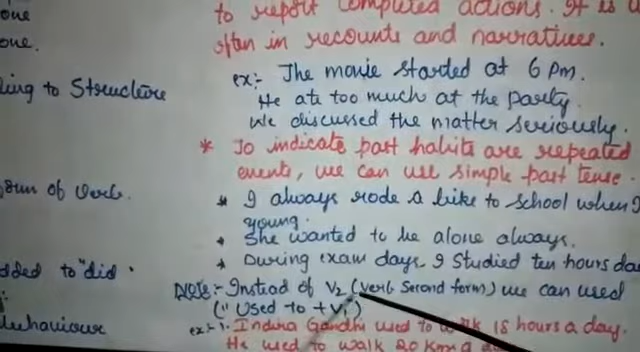 one
to report computed actions. It is u
one.
often in recounts and narratives.
ex:- The movie started at 6 Pm.
ling to Structure
He ate too much at the party.
We discussed the matter seriously.
* To indicate past habits are repeated
events, we can use simple past tense.
of Verb.
* I always rode a bike to school when I
young.
* She wanted to be alone always.
* During exam days I studied ten hours da
dded to "did.
Note:- Instead of V2 (Verb Second form) we can used
(" Used to + V1)
behaviour
ex:- 1. Indira Gandhi used to 18 hours a day.
He used to walk 20 Km a